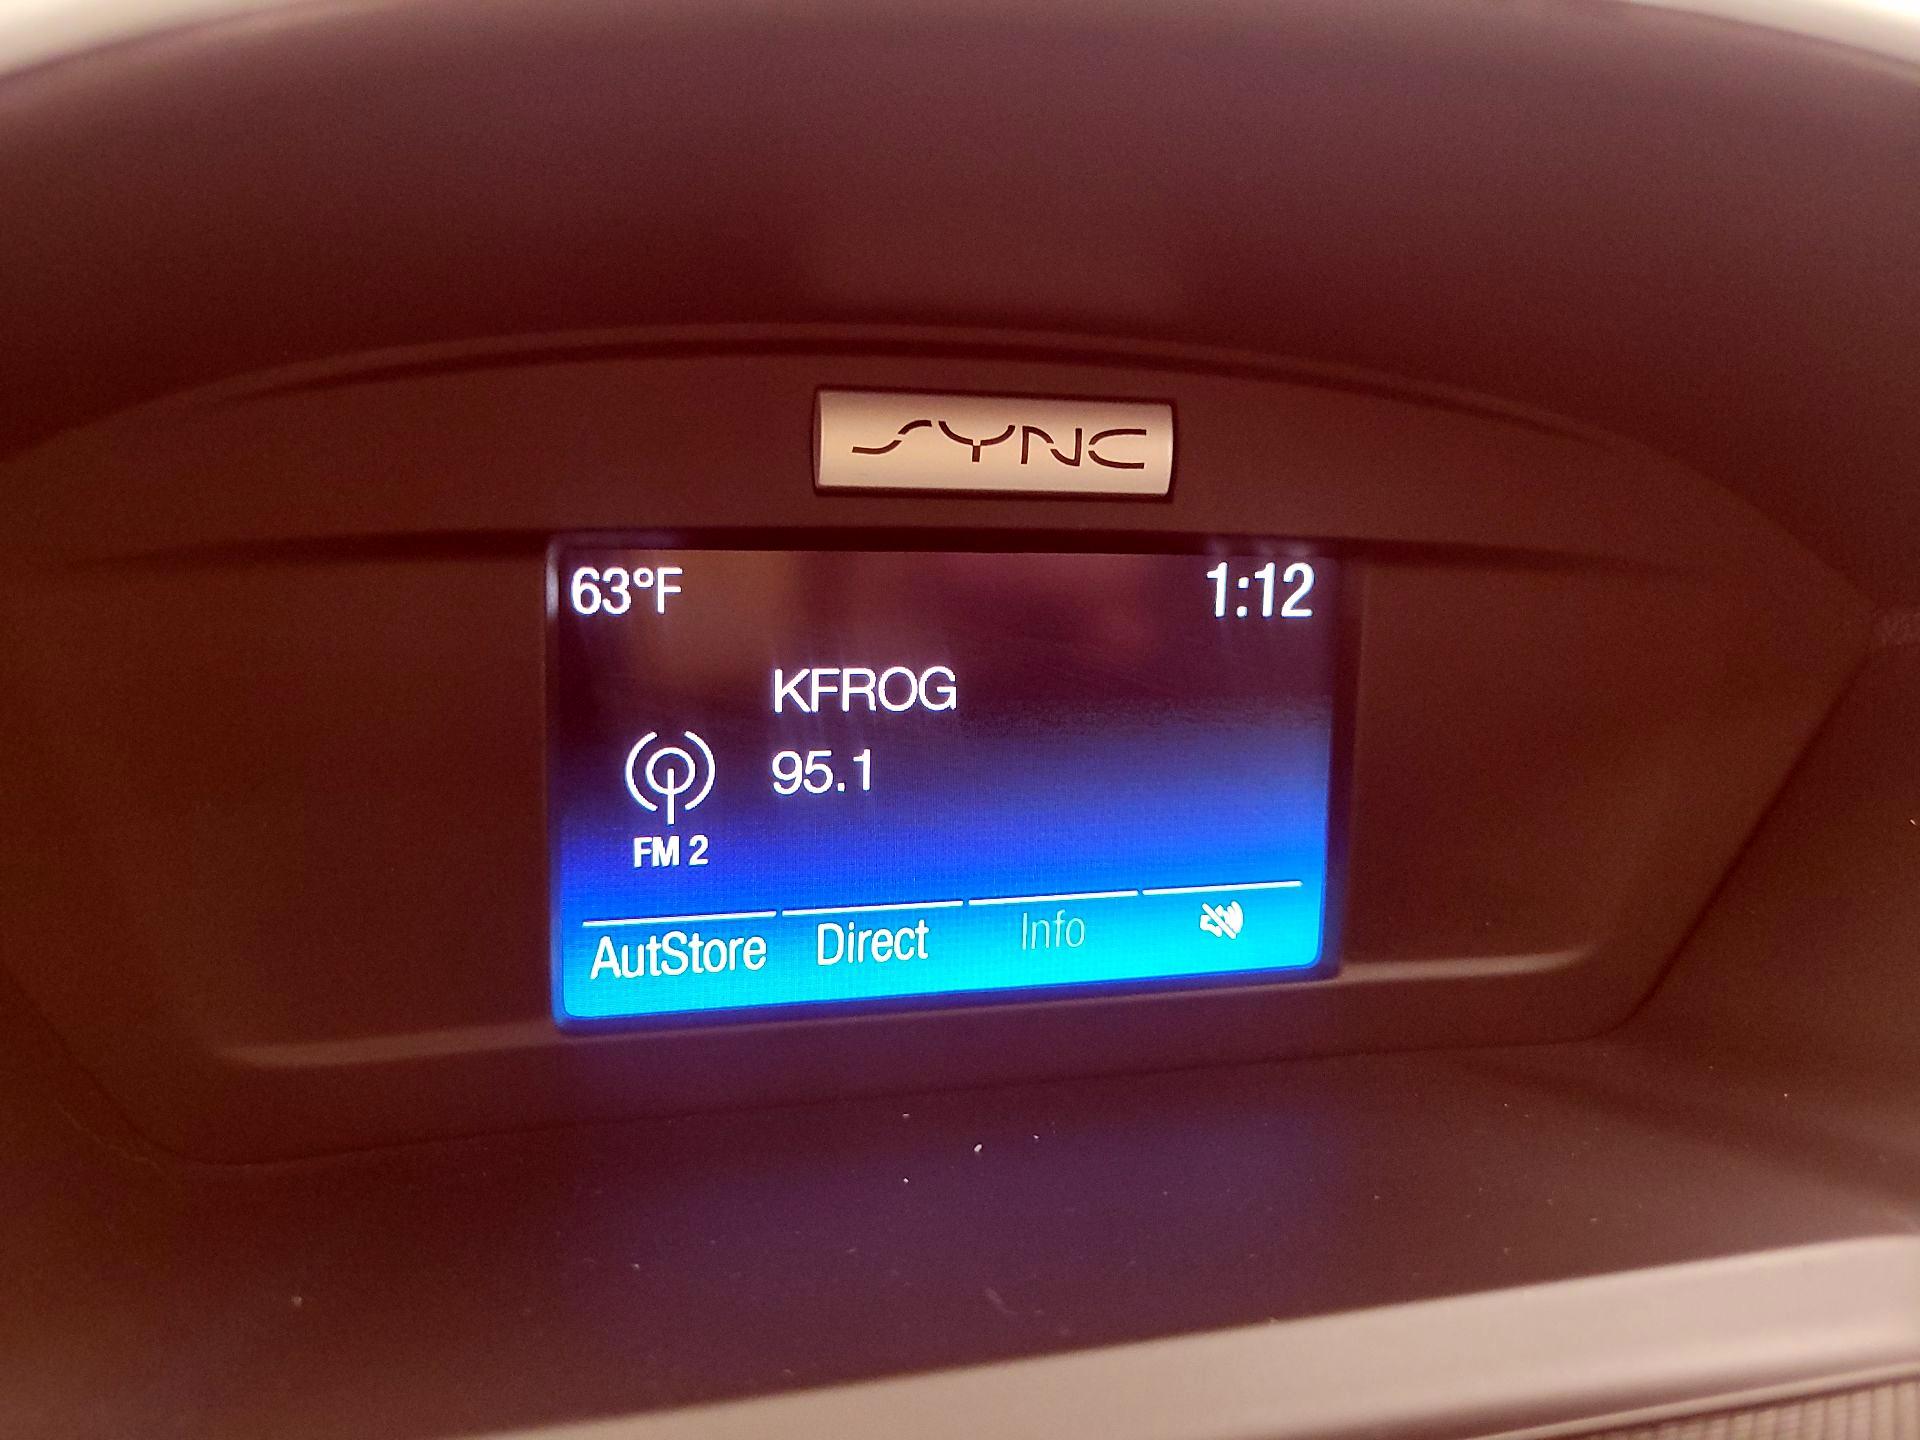 SYNC
63°F 1:12
KFROG
95.1
FM 2
AutStore Direct Info